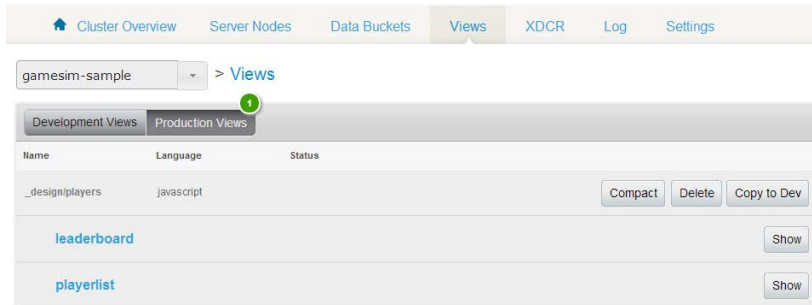 Cluster Overview Server Nodes Data Buckets Views XDCR Log Settings
gamesim-sample > Views
1
Development Views Production Views
Name Language Status
_design/players javascript Compact Delete Copy to Dev
leaderboard Show
playerlist Show